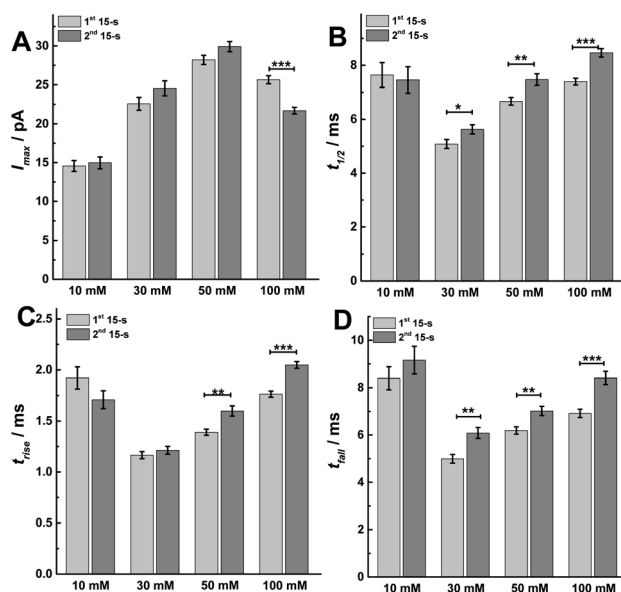 A
1st 15-s
2nd 15-s
***
Imax / pA
35
30
25
20
15
10
5
0
10 mM 30 mM 50 mM 100 mM
B
1st 15-s
2nd 15-s
*
**
***
t1/2 / ms
10
8
6
4
2
0
10 mM 30 mM 50 mM 100 mM
C
1st 15-s
2nd 15-s
**
***
trise / ms
2.5
2.0
1.5
1.0
0.5
0.0
10 mM 30 mM 50 mM 100 mM
D
1st 15-s
2nd 15-s
**
**
***
tfall / ms
10
8
6
4
2
0
10 mM 30 mM 50 mM 100 mM